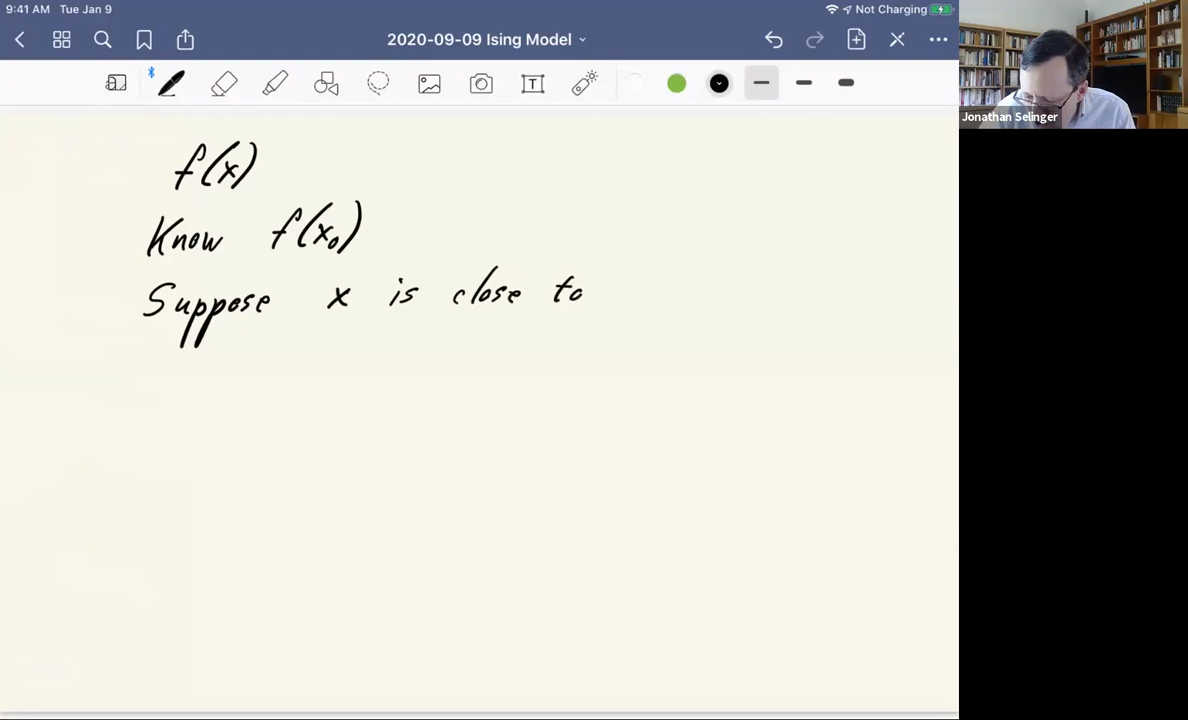 9:41 AM Tue Jan 9
Not Charging
2020-09-09 Ising Model
T
Jonathan Selinger
f(x)
Know f(x₀)
Suppose x is close to